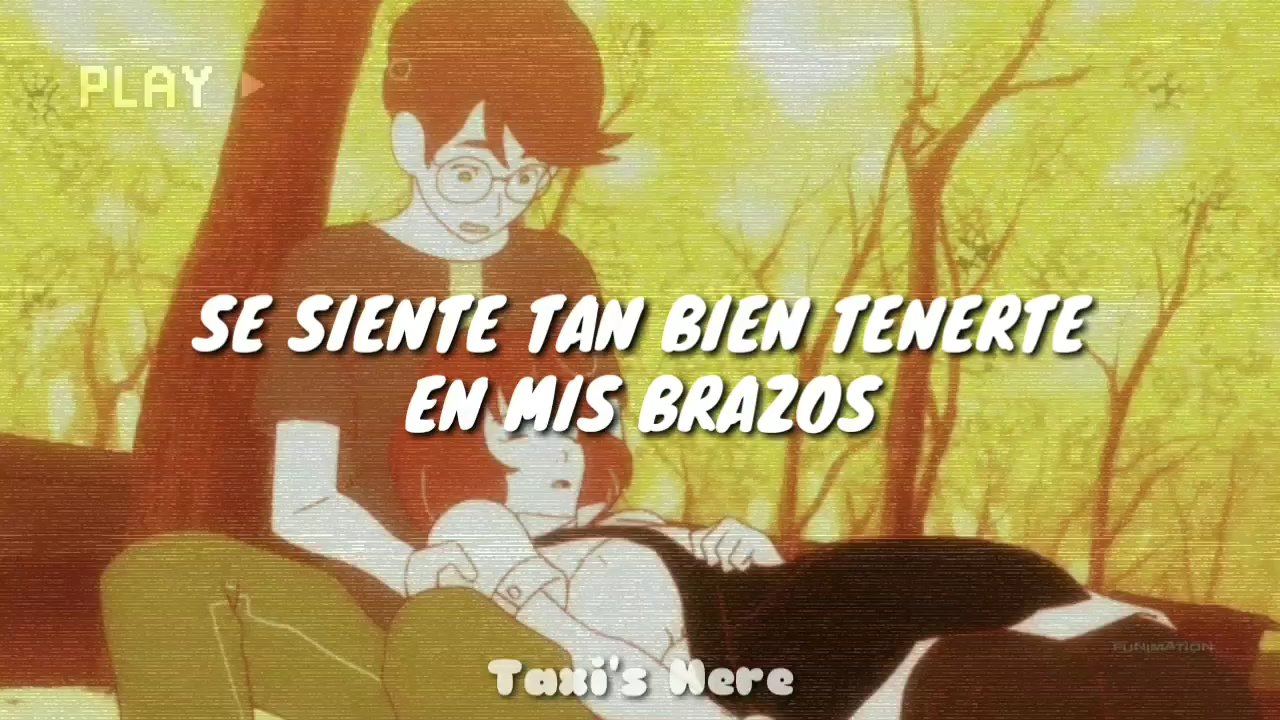 PLAY
SE SIENTE TAN BIEN TENERTE
EN MIS BRAZOS
FUNIMATION
Taxi's Here